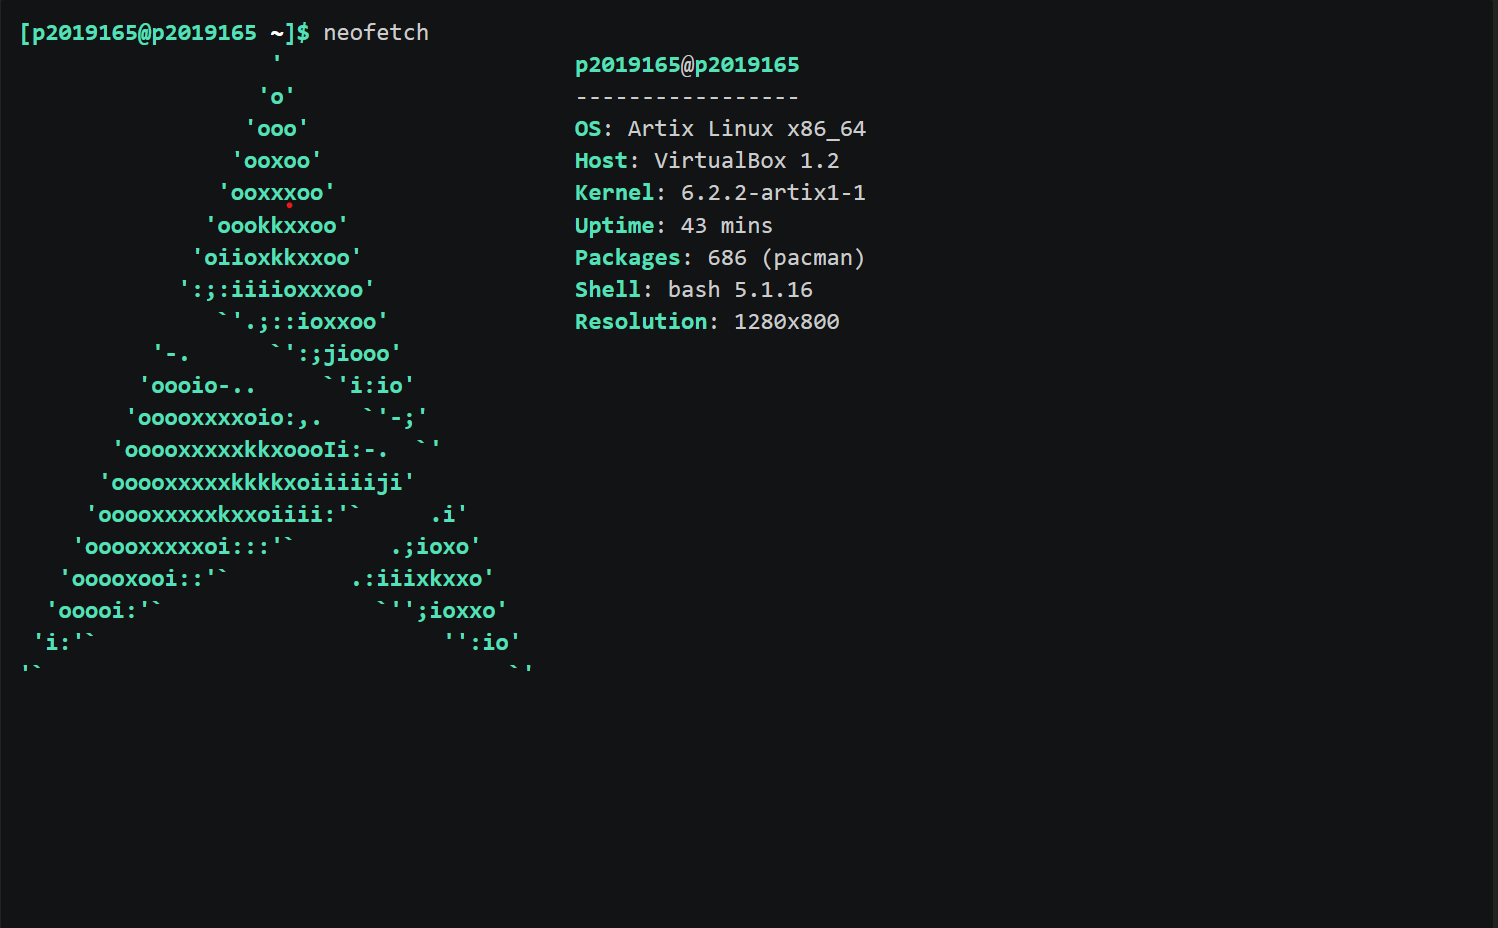 [p2019165@p2019165 ~]$ neofetch
                   '                      p2019165@p2019165
                  'o'                     -----------------
                 'ooo'                    OS: Artix Linux x86_64
                'ooxoo'                   Host: VirtualBox 1.2
               'ooxxxoo'                  Kernel: 6.2.2-artix1-1
              'oookkxxoo'                 Uptime: 43 mins
             'oiioxkkxxoo'                Packages: 686 (pacman)
            ':;:iiiioxxxoo'               Shell: bash 5.1.16
               `'.;::ioxxoo'              Resolution: 1280x800
          '-.      `':;jiooo'
         'oooio-..     `'i:io'
        'ooooxxxxoio:,.   `'-;'
       'ooooxxxxxkkxoooIi:-.  `'
      'ooooxxxxxkkkkxoiiiiiji'
     'ooooxxxxxkxxoiiii:'`     .i'
    'ooooxxxxxoi:::'`       .;ioxo'
   'ooooxooi::'`         .:iiixkxxo'
  'ooooi:'`                `'';ioxxo'
 'i:'`                          '':io'
'`                                   `'